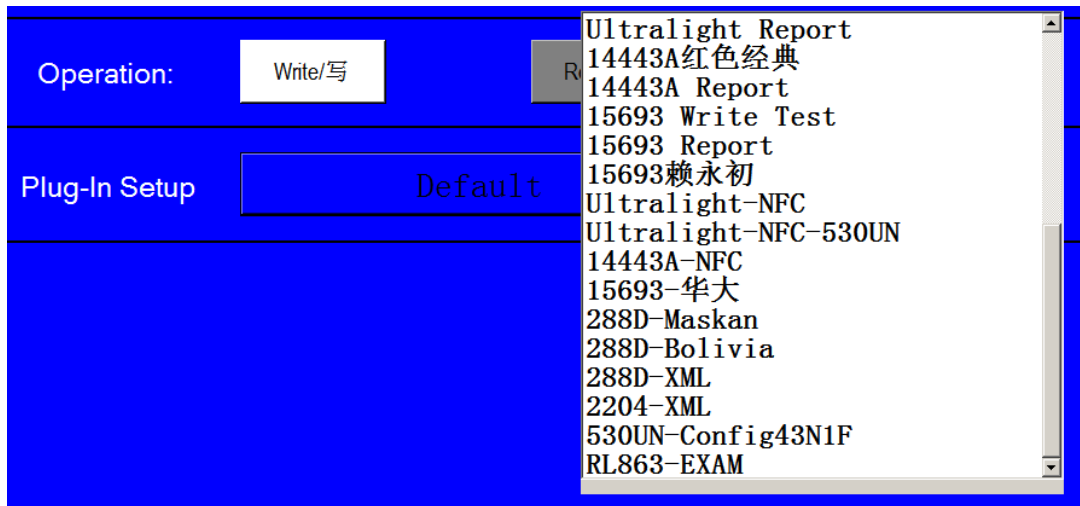 Operation:
Write/写
Plug-In Setup
Default
Ultralight Report
14443A红色经典
14443A Report
15693 Write Test
15693 Report
15693赖永初
Ultralight-NFC
Ultralight-NFC-530UN
14443A-NFC
15693-华大
288D-Maskan
288D-Bolivia
288D-XML
2204-XML
530UN-Config43N1F
RL863-EXAM